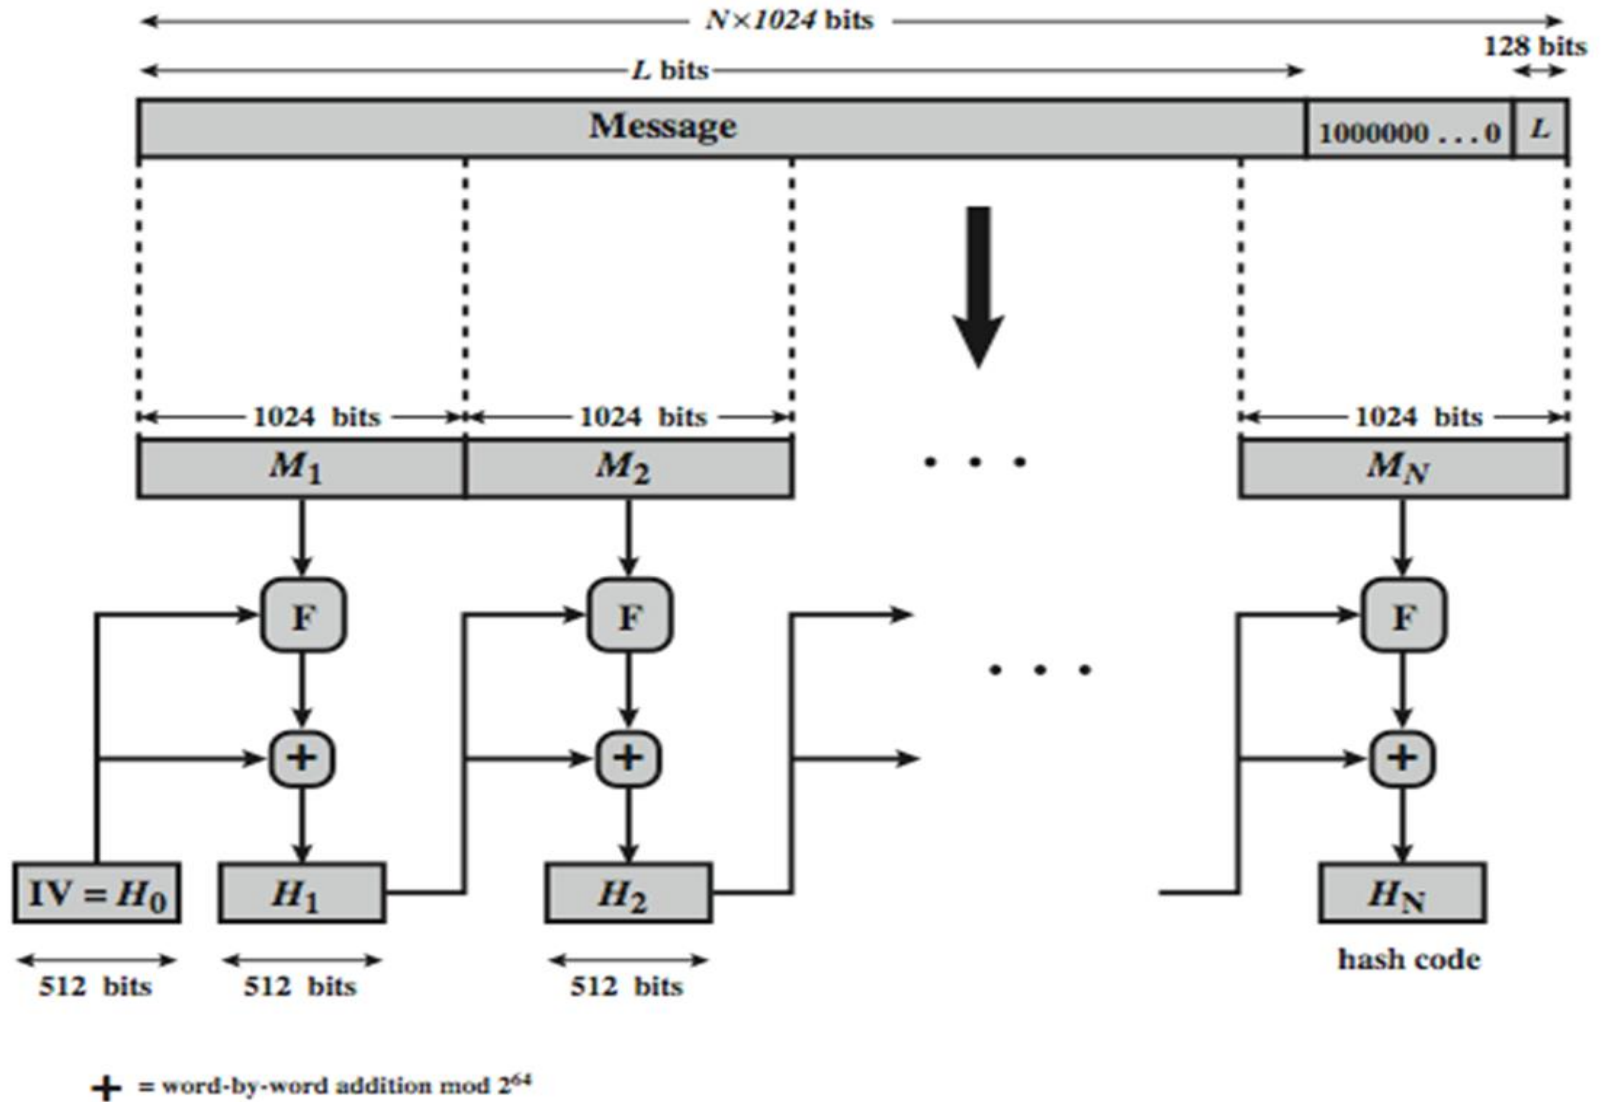 N×1024 bits
128 bits
L bits
Message
1000000 . . . 0
L
1024 bits
1024 bits
1024 bits
M1
M2
. . .
MN
F
F
F
. . .
+
+
+
IV = H0
H1
H2
HN
hash code
512 bits
512 bits
512 bits
+ = word-by-word addition mod 2^64